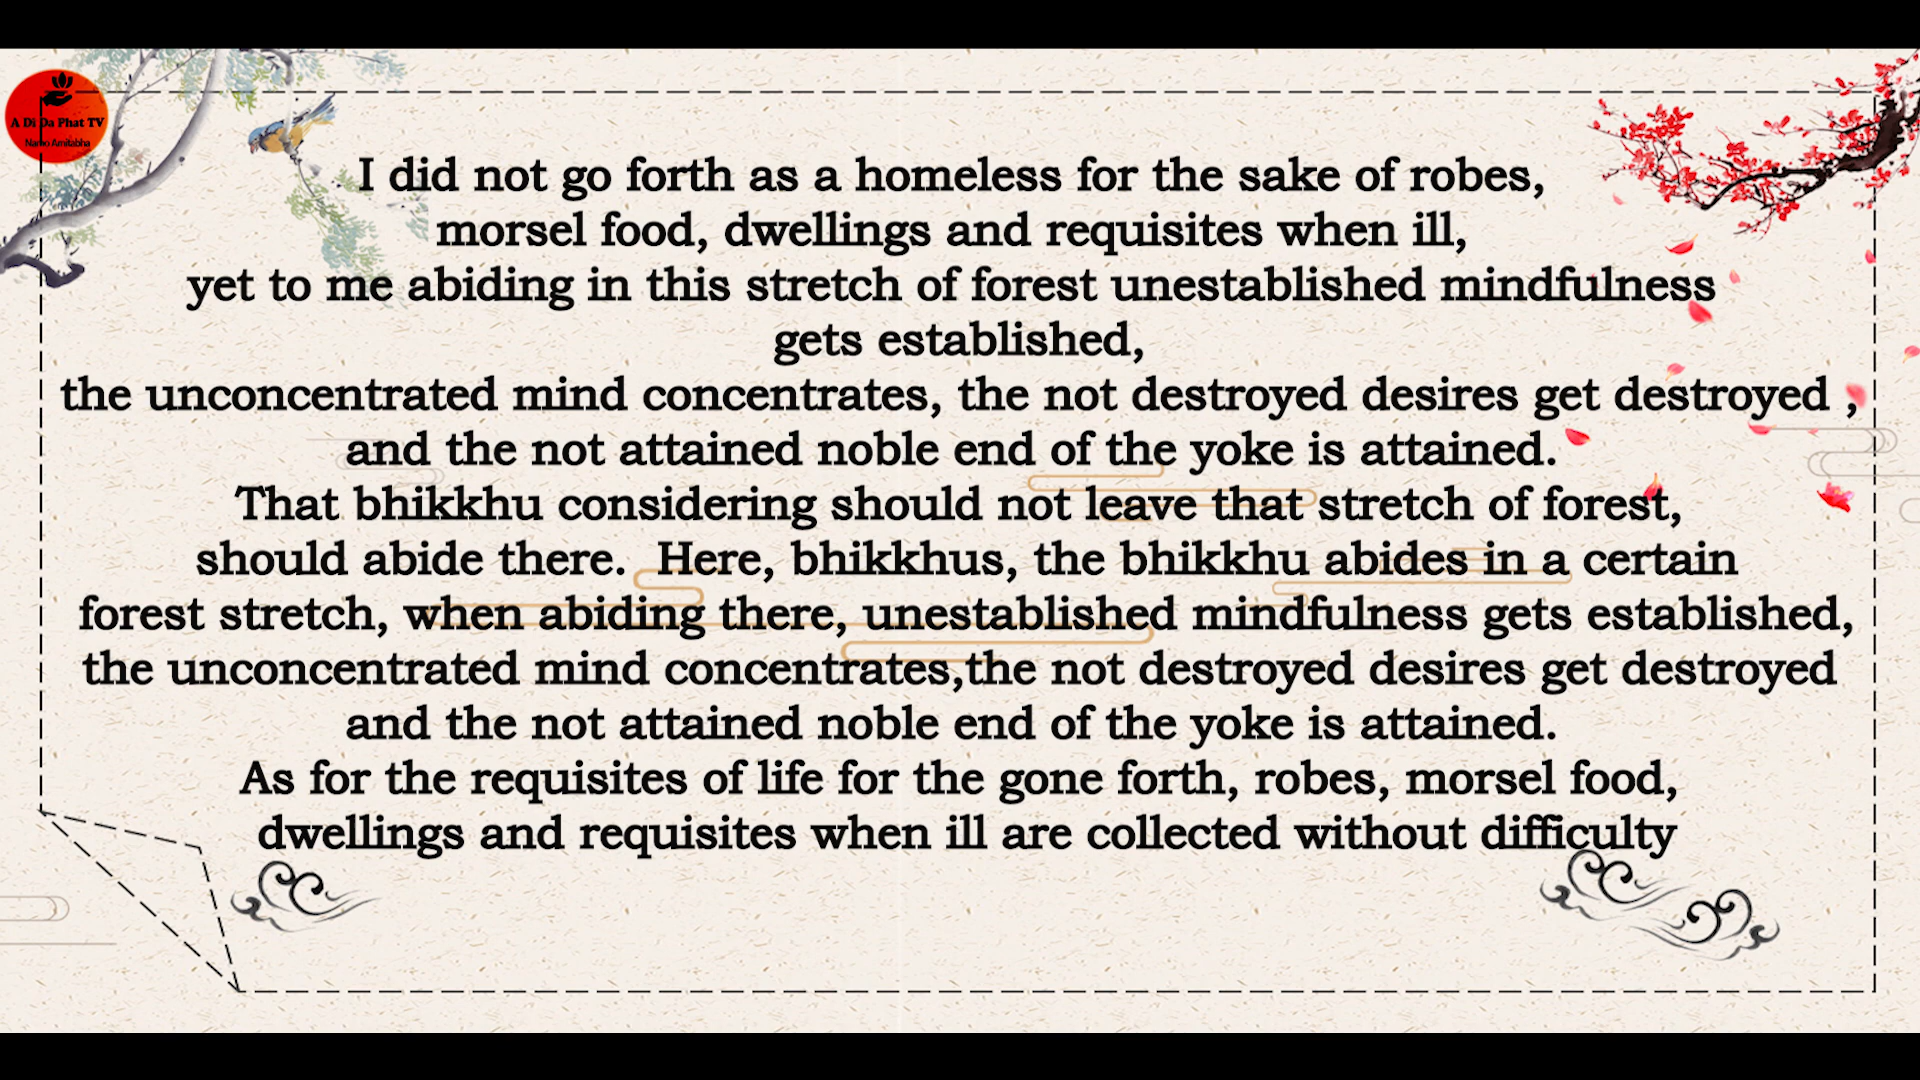 A Di Da Phat TV
Namo Amitabha
I did not go forth as a homeless for the sake of robes,
morsel food, dwellings and requisites when ill,
yet to me abiding in this stretch of forest unestablished mindfulness
gets established,
the unconcentrated mind concentrates, the not destroyed desires get destroyed ,
and the not attained noble end of the yoke is attained.
That bhikkhu considering should not leave that stretch of forest,
should abide there.  Here, bhikkhus, the bhikkhu abides in a certain
forest stretch, when abiding there, unestablished mindfulness gets established,
the unconcentrated mind concentrates,the not destroyed desires get destroyed
and the not attained noble end of the yoke is attained.
As for the requisites of life for the gone forth, robes, morsel food,
dwellings and requisites when ill are collected without difficulty